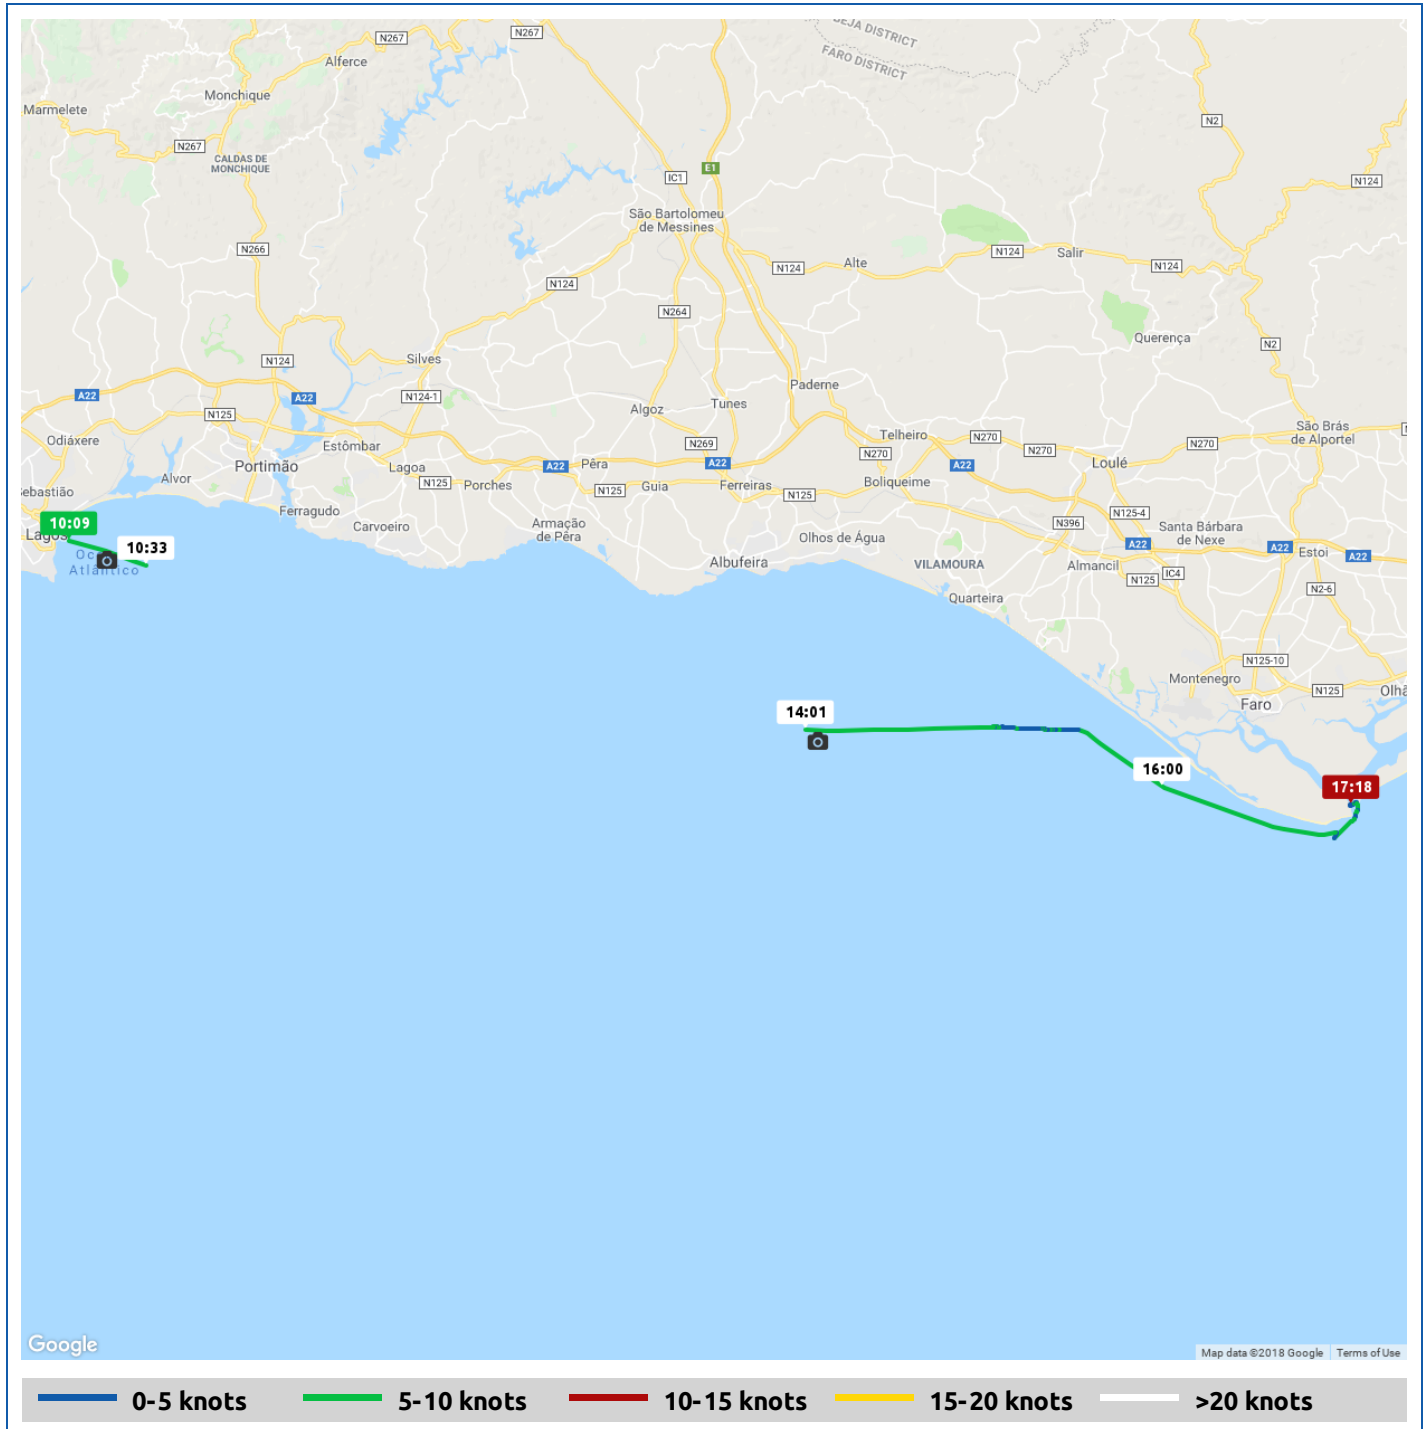 BEJA DISTRICT
FARO DISTRICT
N267
N267
Alferce
Monchique
Marmelete
N2
N267
CALDAS DE
MONCHIQUE
E1
IC1
N124
São Bartolomeu
de Messines
N266
N124
Alte
N124
Salir
N124
N124
N264
Querença
N2
N124
Silves
A22
A22
N124-1
Paderne
Algoz
Tunes
N125
Odiáxere
Estômbar
N269
Telheiro
N270
N270
N270
N270
São Brás
de Alportel
Portimão
Lagoa
A22
Pêra
A22
A22
Loulé
Alvor
N125
Porches
N125
Guia
Ferreiras
N125
Boliqueime
ebastião
Ferragudo
Carvoeiro
Armação
de Pêra
N396
N125-4
Santa Bárbara
de Nexe
10:09
Lagos
10:33
Olhos de Água
A22
A22
Estoi
A22
Atlântico
Albufeira
VILAMOURA
Almancil
N125
IC4
Quarteira
N2-6
N125-10
Montenegro
N125
Olhã
Faro
14:01
16:00
17:18
Google
Map data ©2018 Google
Terms of Use
0-5 knots
5-10 knots
10-15 knots
15-20 knots
>20 knots